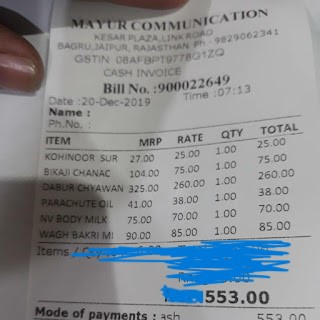 MAYUR COMMUNICATION
KESAR PLAZA,LINK ROAD
BAGRU,JAIPUR, RAJASTHAN Ph : 9829062341
GSTIN 08AFBPT9778G1ZQ
CASH INVOICE
Bill No. :900022649
Date :20-Dec-2019 Time :07:13
Name :
Ph.No. :
ITEM MRP RATE QTY TOTAL
KOHINOOR SUR 27.00 25.00 1.00 25.00
BIKAJI CHANAC 104.00 75.00 1.00 75.00
DABUR CHYAWAN 325.00 260.00 1.00 260.00
PARACHUTE OIL 41.00 38.00 1.00 38.00
NV BODY MILK 75.00 70.00 1.00 70.00
WAGH BAKRI MI 90.00 85.00 1.00 85.00
Items /
553.00
Mode of payments : ash 553.00